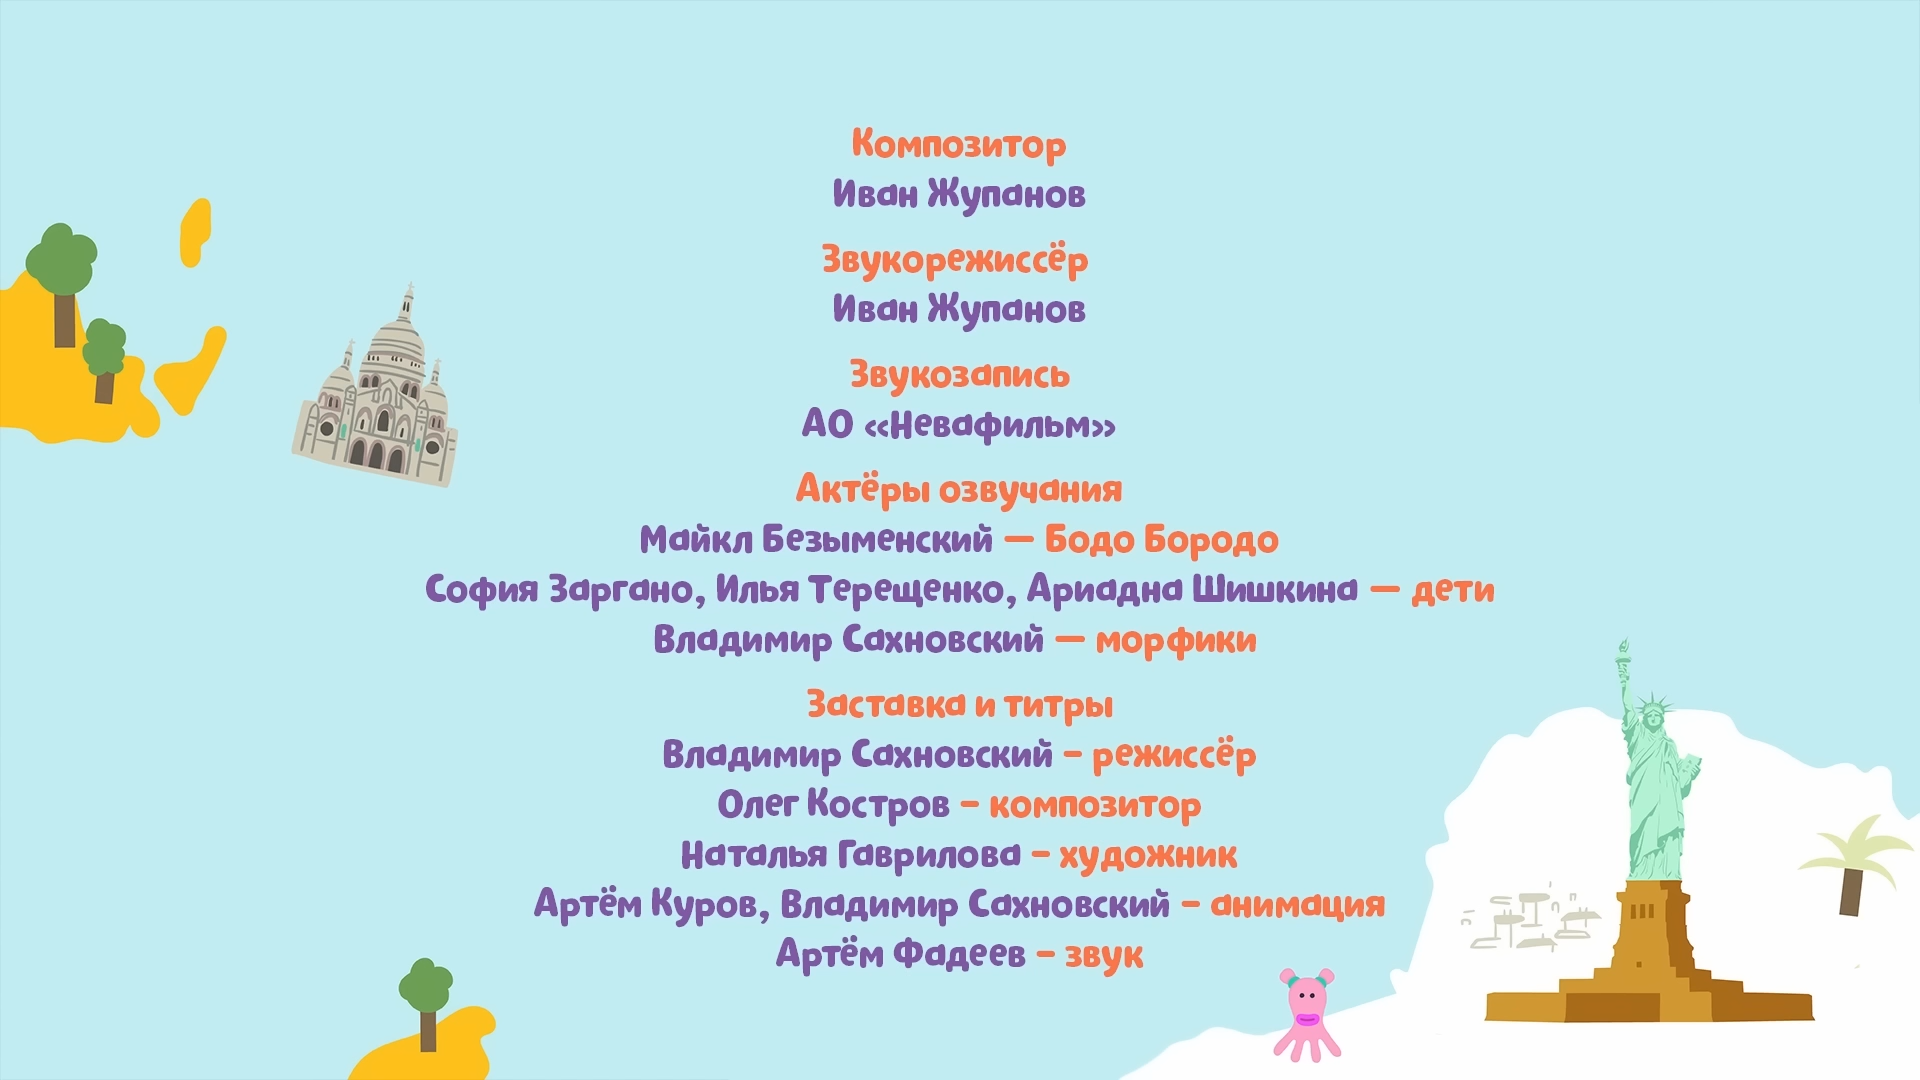 Композитор
Иван Жупанов
Звукорежиссёр
Иван Жупанов
Звукозапись
АО «Невафильм»
Актёры озвучания
Майкл Безыменский — Бодо Бородо
София Заргано, Илья Терещенко, Ариадна Шишкина — дети
Владимир Сахновский — морфики
Заставка и титры
Владимир Сахновский – режиссёр
Олег Костров – композитор
Наталья Гаврилова – художник
Артём Куров, Владимир Сахновский – анимация
Артём Фадеев – звук